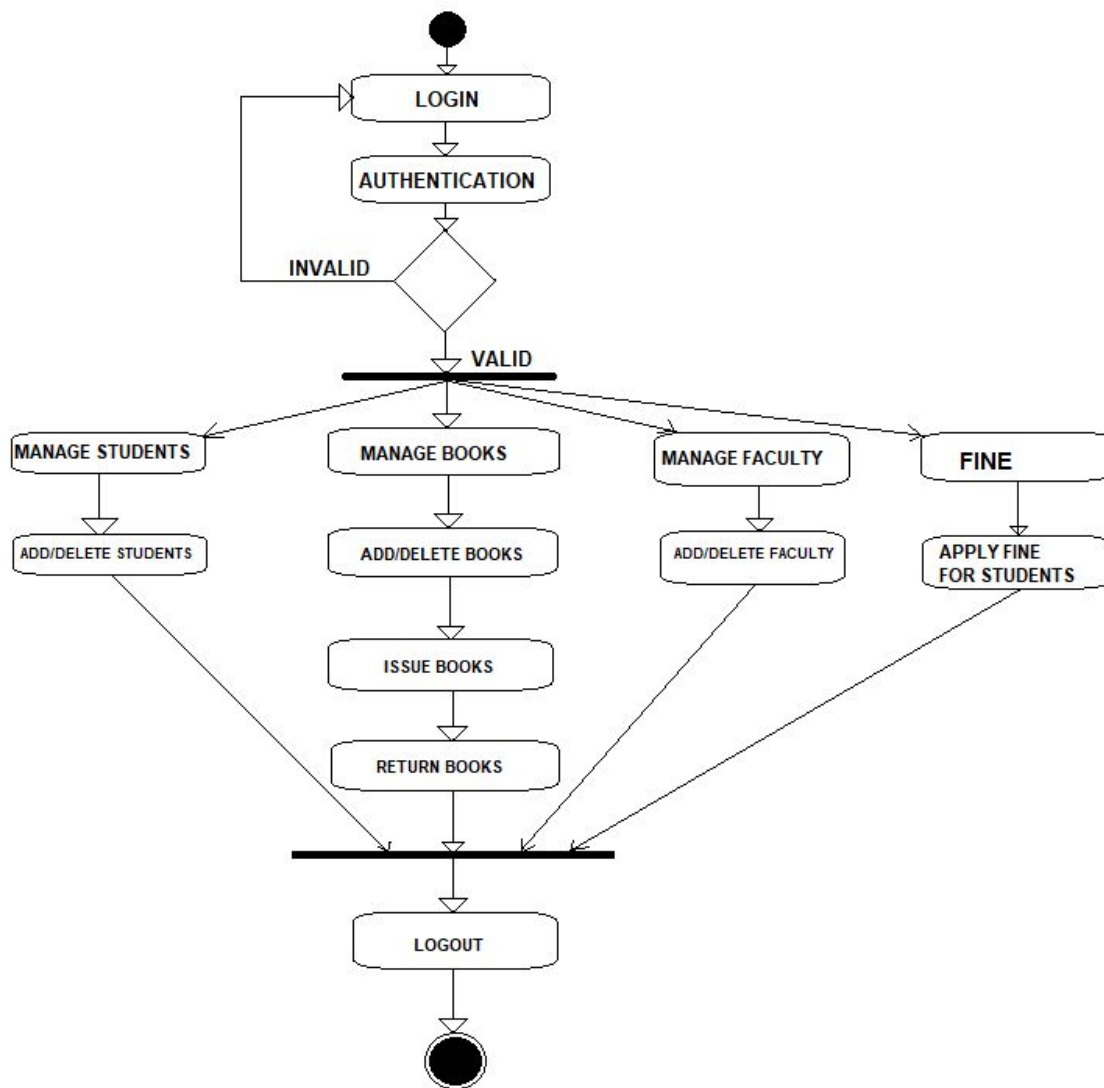 LOGIN
AUTHENTICATION
INVALID
VALID
MANAGE STUDENTS
MANAGE BOOKS
MANAGE FACULTY
FINE
ADD/DELETE STUDENTS
ADD/DELETE BOOKS
ADD/DELETE FACULTY
APPLY FINE
FOR STUDENTS
ISSUE BOOKS
RETURN BOOKS
LOGOUT